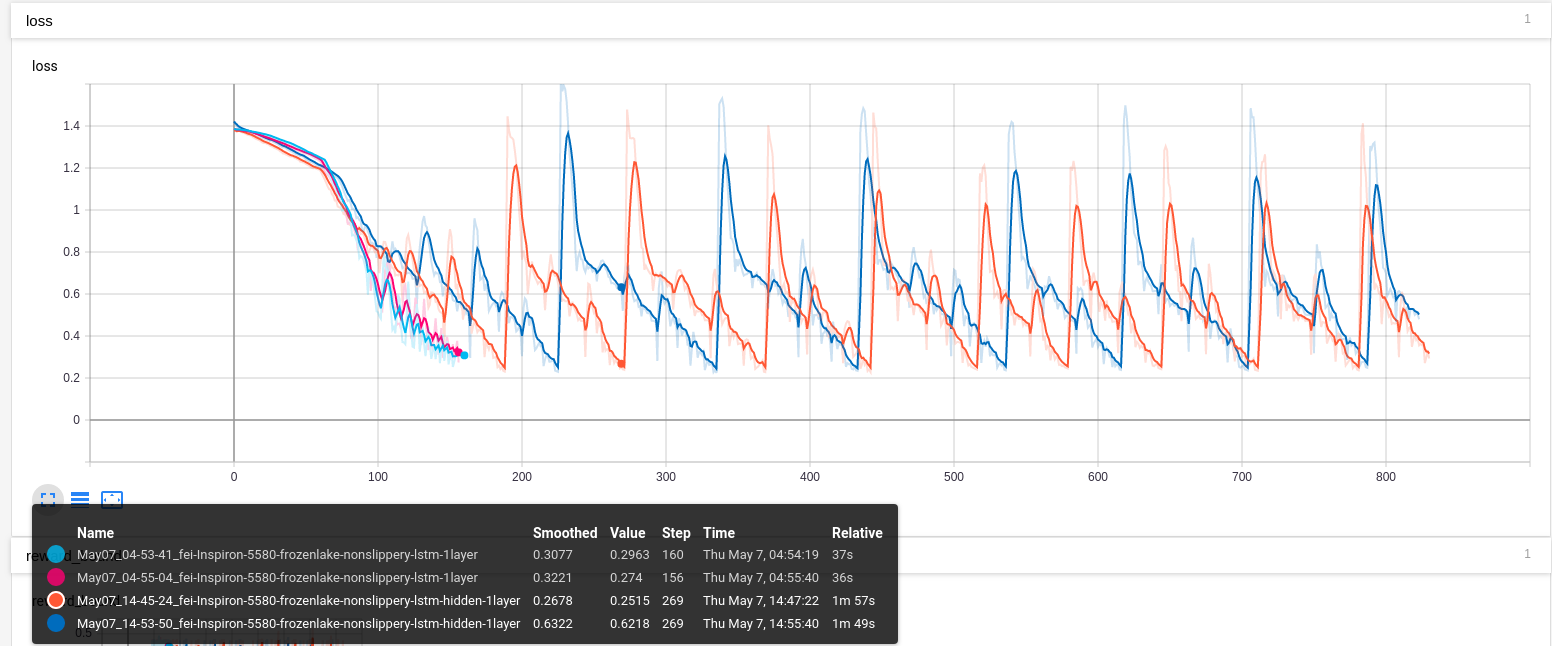 loss 1
loss
1.4
1.2
1
0.8
0.6
0.4
0.2
0
0 100 200 300 400 500 600 700 800
Name Smoothed Value Step Time Relative
May07_04-53-41_fei-Inspiron-5580-frozenlake-nonslippery-lstm-1layer 0.3077 0.2963 160 Thu May 7, 04:54:19 37s
1
May07_04-55-04_fei-Inspiron-5580-frozenlake-nonslippery-lstm-1layer 0.3221 0.274 156 Thu May 7, 04:55:40 36s
May07_14-45-24_fei-Inspiron-5580-frozenlake-nonslippery-lstm-hidden-1layer 0.2678 0.2515 269 Thu May 7, 14:47:22 1m 57s
May07_14-53-50_fei-Inspiron-5580-frozenlake-nonslippery-lstm-hidden-1layer 0.6322 0.6218 269 Thu May 7, 14:55:40 1m 49s
0.5